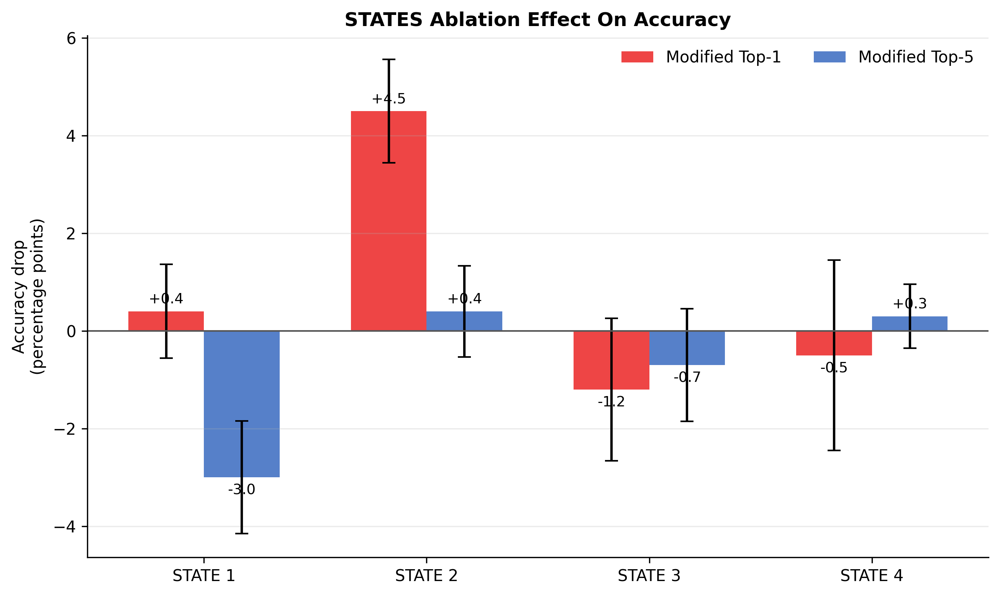 STATES Ablation Effect On Accuracy
Modified Top-1
Modified Top-5
Accuracy drop
(percentage points)
6
4
2
0
−2
−4
+0.4
-3.0
+4.5
+0.4
-1.2
-0.7
-0.5
+0.3
STATE 1
STATE 2
STATE 3
STATE 4